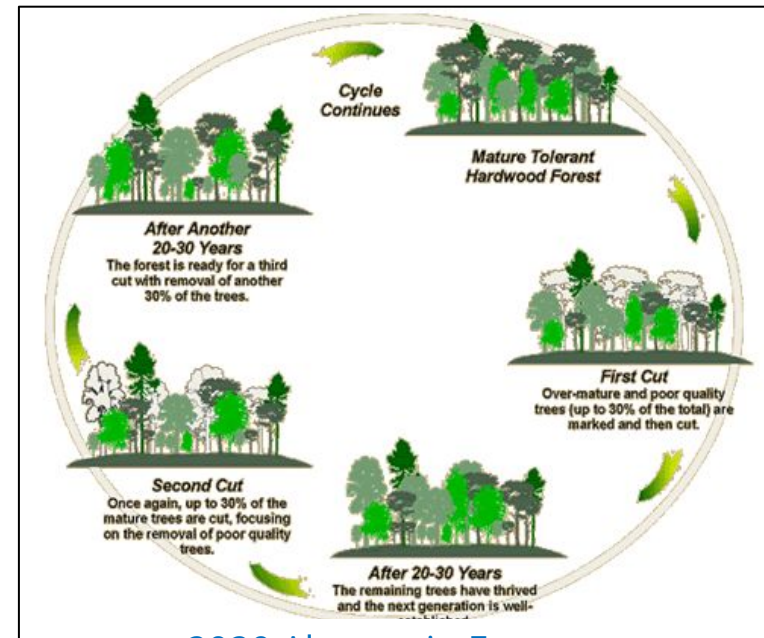 Cycle
Continues
Mature Tolerant
Hardwood Forest
First Cut
Over-mature and poor quality
trees (up to 30% of the total) are
marked and then cut.
After 20-30 Years
The remaining trees have thrived
and the next generation is well-
Second Cut
Once again, up to 30% of the
mature trees are cut, focusing
on the removal of poor quality
trees.
After Another
20-30 Years
The forest is ready for a third
cut with removal of another
30% of the trees.